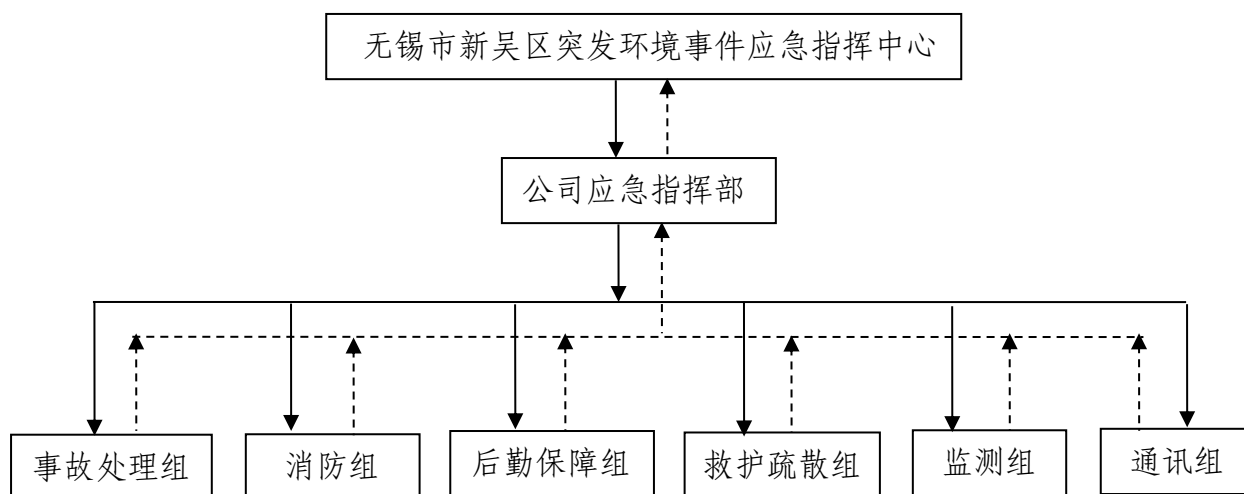 无锡市新吴区突发环境事件应急指挥中心
公司应急指挥部
事故处理组
消防组
后勤保障组
救护疏散组
监测组
通讯组